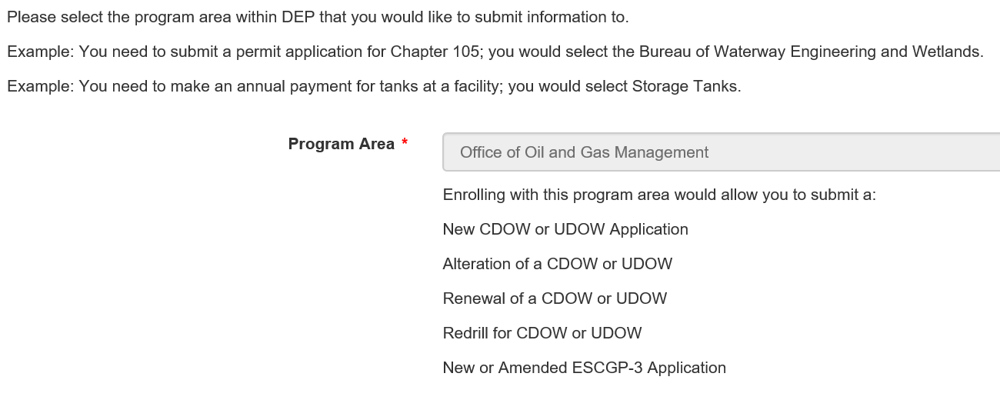 Please select the program area within DEP that you would like to submit information to.
Example: You need to submit a permit application for Chapter 105; you would select the Bureau of Waterway Engineering and Wetlands.
Example: You need to make an annual payment for tanks at a facility; you would select Storage Tanks.
Program Area *
Office of Oil and Gas Management
Enrolling with this program area would allow you to submit a:
New CDOW or UDOW Application
Alteration of a CDOW or UDOW
Renewal of a CDOW or UDOW
Redrill for CDOW or UDOW
New or Amended ESCGP-3 Application